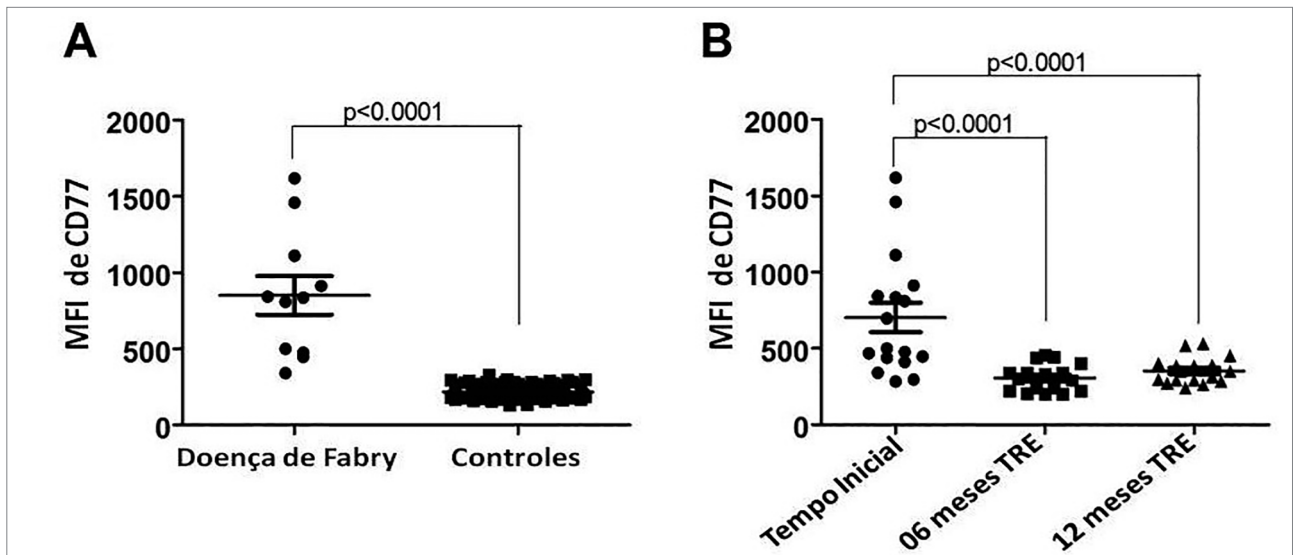 A
p<0.0001
2000
1500
1000
500
0
MFI de CD77
Doença de Fabry
Controles
B
p<0.0001
p<0.0001
2000
1500
1000
500
0
MFI de CD77
Tempo Inicial
06 meses TRE
12 meses TRE